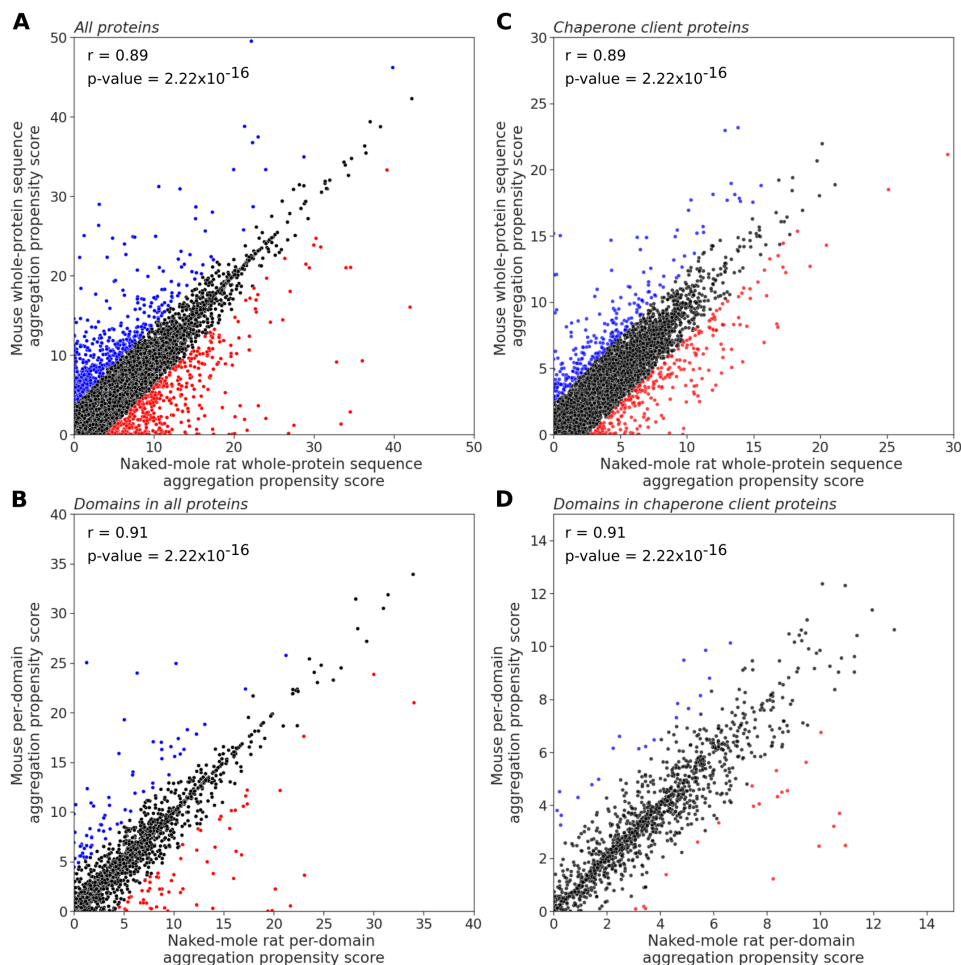 A
All proteins
r = 0.89
p-value = 2.22x10-16
50
40
30
20
10
0
Mouse whole-protein sequence
aggregation propensity score
0 10 20 30 40 50
Naked-mole rat whole-protein sequence
aggregation propensity score
C
Chaperone client proteins
r = 0.89
p-value = 2.22x10-16
30
25
20
15
10
5
0
Mouse whole-protein sequence
aggregation propensity score
0 5 10 15 20 25 30
Naked-mole rat whole-protein sequence
aggregation propensity score
B
Domains in all proteins
r = 0.91
p-value = 2.22x10-16
40
35
30
25
20
15
10
5
0
Mouse per-domain
aggregation propensity score
0 5 10 15 20 25 30 35 40
Naked-mole rat per-domain
aggregation propensity score
D
Domains in chaperone client proteins
r = 0.91
p-value = 2.22x10-16
14
12
10
8
6
4
2
0
Mouse per-domain
aggregation propensity score
0 2 4 6 8 10 12 14
Naked-mole rat per-domain
aggregation propensity score